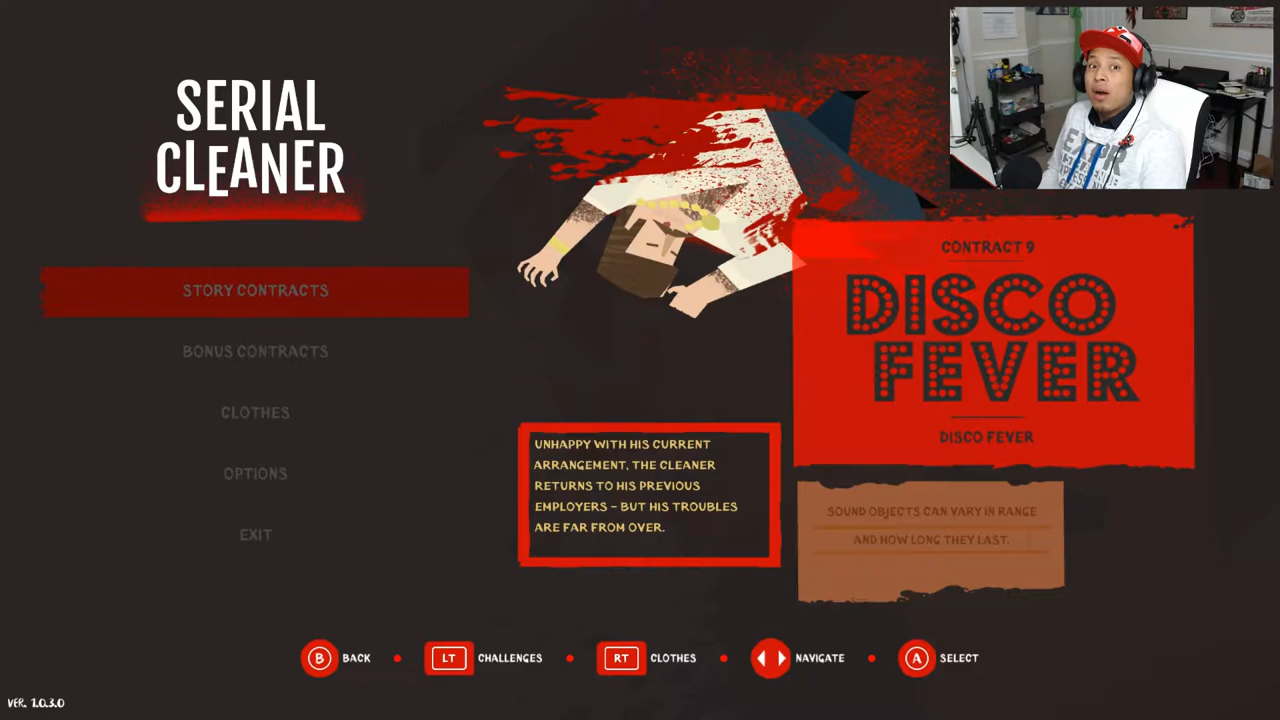 SERIAL
CLEANER
STORY CONTRACTS
BONUS CONTRACTS
CLOTHES
OPTIONS
EXIT
CONTRACT 9
DISCO
FEVER
DISCO FEVER
UNHAPPY WITH HIS CURRENT
ARRANGEMENT, THE CLEANER
RETURNS TO HIS PREVIOUS
EMPLOYERS – BUT HIS TROUBLES
ARE FAR FROM OVER.
SOUND OBJECTS CAN VARY IN RANGE
AND HOW LONG THEY LAST.
B BACK
LT CHALLENGES
RT CLOTHES
NAVIGATE
A SELECT
VER. 1.0.3.0